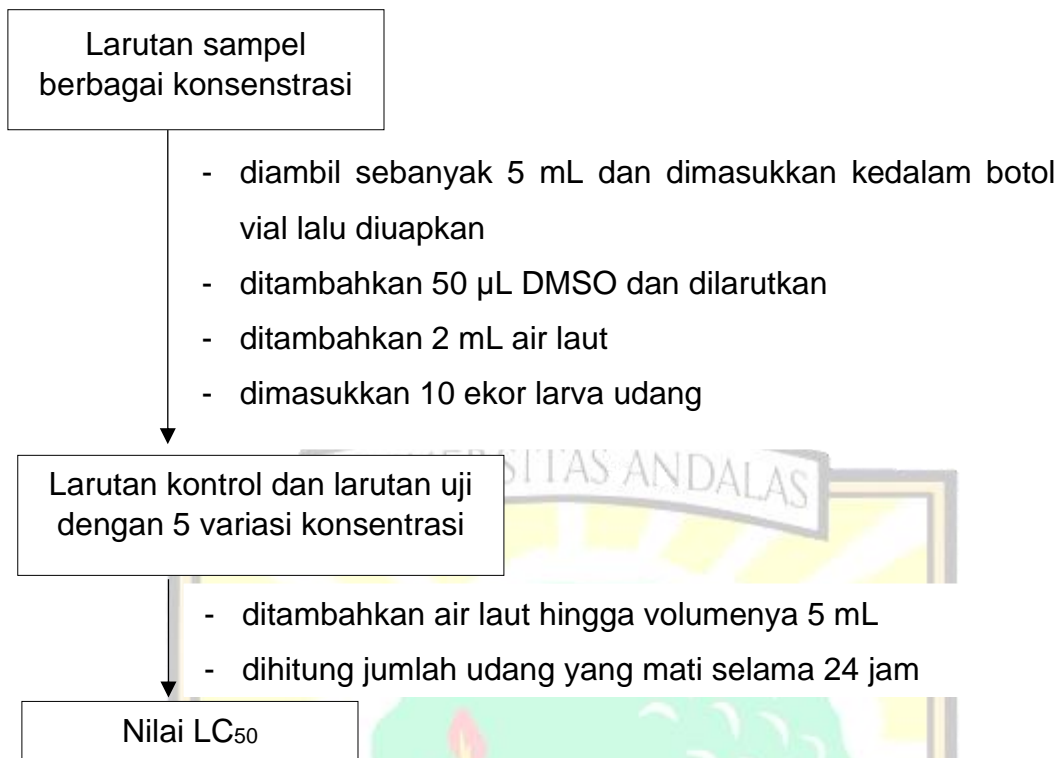 Larutan sampel
berbagai konsenstrasi
- diambil sebanyak 5 mL dan dimasukkan kedalam botol
vial lalu diuapkan
- ditambahkan 50 µL DMSO dan dilarutkan
- ditambahkan 2 mL air laut
- dimasukkan 10 ekor larva udang
SITAS ANDALAS
Larutan kontrol dan larutan uji
dengan 5 variasi konsentrasi
- ditambahkan air laut hingga volumenya 5 mL
- dihitung jumlah udang yang mati selama 24 jam
Nilai LC₅₀